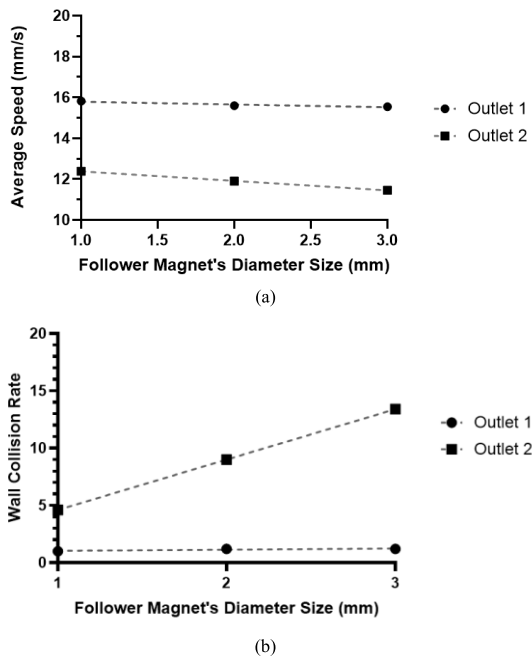 20
18
16
14
12
10
Average Speed (mm/s)
1.0 1.5 2.0 2.5 3.0
Follower Magnet's Diameter Size (mm)
Outlet 1
Outlet 2
(a)
20
15
10
5
0
Wall Collision Rate
1 2 3
Follower Magnet's Diameter Size (mm)
Outlet 1
Outlet 2
(b)